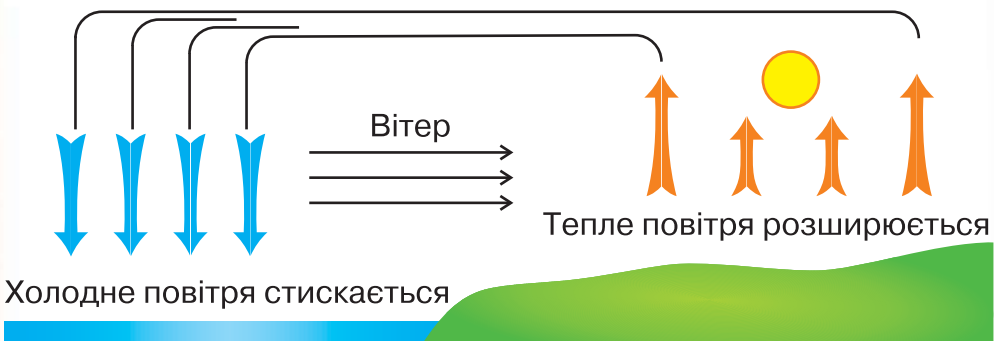 Вітер
Тепле повітря розширюється
Холодне повітря стискається